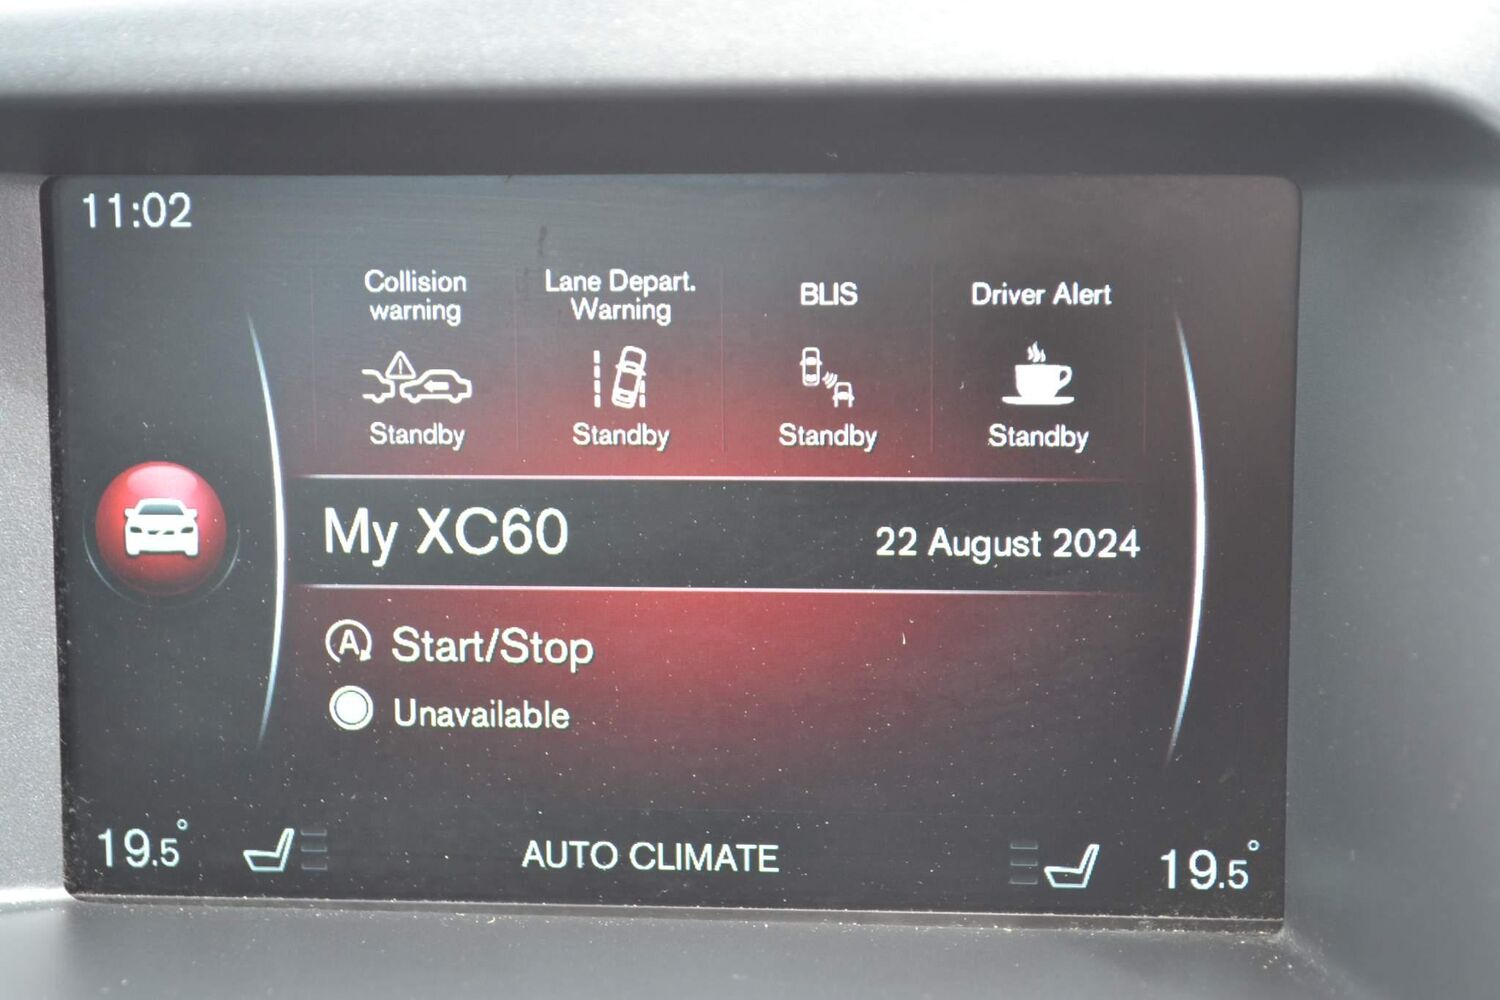 11:02
Collision
warning
Lane Depart.
Warning
BLIS
Driver Alert
Standby
Standby
Standby
Standby
My XC60
22 August 2024
A Start/Stop
Unavailable
19.5°
AUTO CLIMATE
19.5°